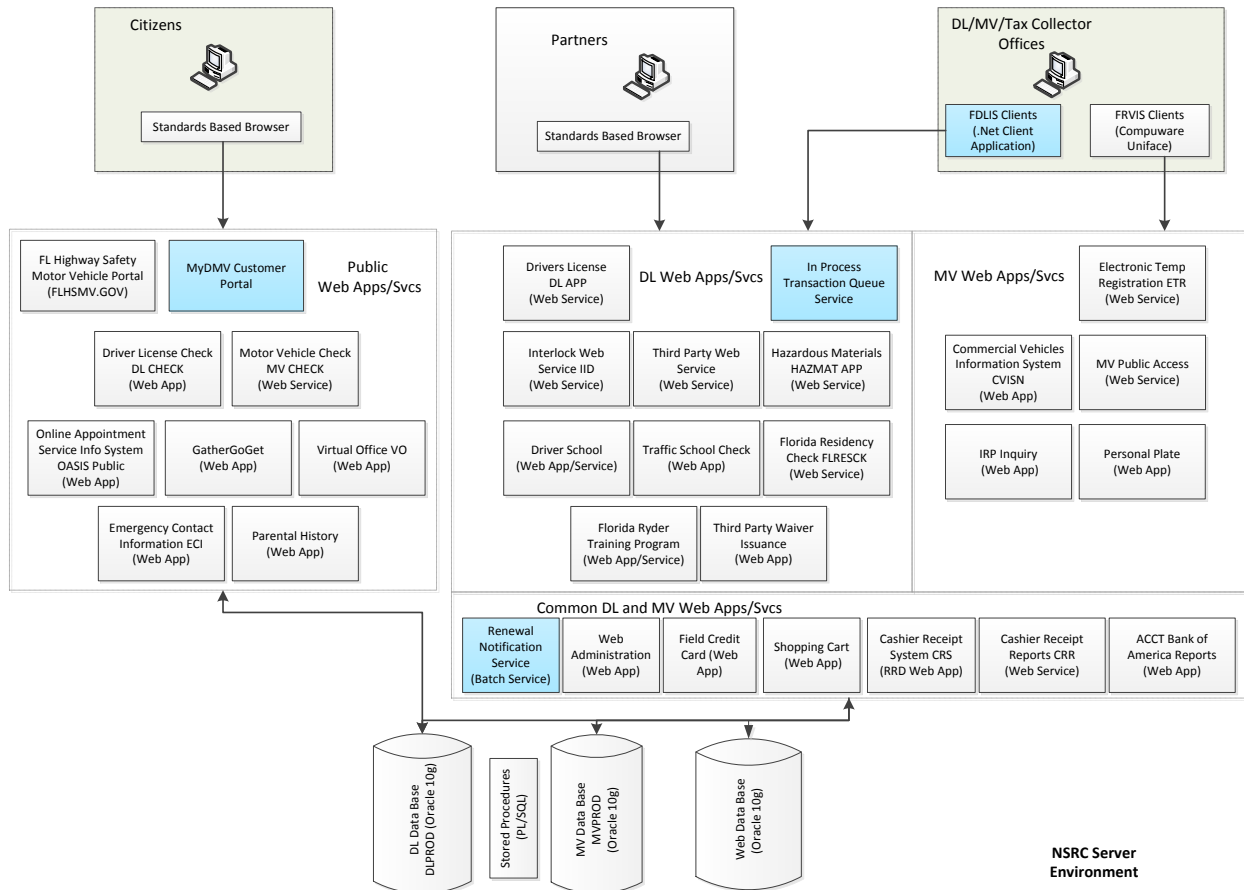 Citizens
Standards Based Browser
Partners
Standards Based Browser
DL/MV/Tax Collector
Offices
FDLIS Clients
(.Net Client
Application)
FRVIS Clients
(Compuware
Uniface)
FL Highway Safety
Motor Vehicle Portal
(FLHSMV.GOV)
MyDMV Customer
Portal
Public
Web Apps/Svcs
Driver License Check
DL CHECK
(Web App)
Motor Vehicle Check
MV CHECK
(Web Service)
Online Appointment
Service Info System
OASIS Public
(Web App)
GatherGoGet
(Web App)
Virtual Office VO
(Web App)
Emergency Contact
Information ECI
(Web App)
Parental History
(Web App)
Drivers License
DL APP
(Web Service)
DL Web Apps/Svcs
In Process
Transaction Queue
Service
Interlock Web
Service IID
(Web Service)
Third Party Web
Service
(Web Service)
Hazardous Materials
HAZMAT APP
(Web Service)
Driver School
(Web App/Service)
Traffic School Check
(Web App)
Florida Residency
Check FLRESCK
(Web Service)
Florida Ryder
Training Program
(Web App/Service)
Third Party Waiver
Issuance
(Web App)
MV Web Apps/Svcs
Electronic Temp
Registration ETR
(Web Service)
Commercial Vehicles
Information System
CVISN
(Web App)
MV Public Access
(Web Service)
IRP Inquiry
(Web App)
Personal Plate
(Web App)
Common DL and MV Web Apps/Svcs
Renewal
Notification
Service
(Batch Service)
Web
Administration
(Web App)
Field Credit
Card (Web
App)
Shopping Cart
(Web App)
Cashier Receipt
System CRS
(RRD Web App)
Cashier Receipt
Reports CRR
(Web Service)
ACCT Bank of
America Reports
(Web App)
DL Data Base
DLPROD (Oracle 10g)
Stored Procedures
(PL/SQL)
MV Data Base
MVPROD
(Oracle 10g)
Web Data Base
(Oracle 10g)
NSRC Server
Environment